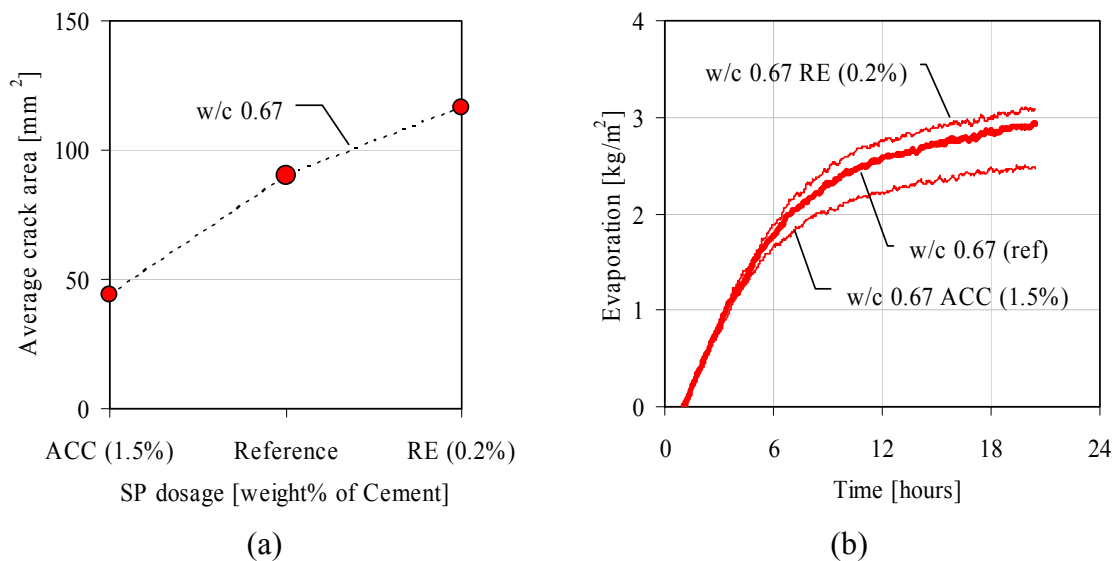 150
100
50
0
Average crack area [mm²]
w/c 0.67
ACC (1.5%) Reference RE (0.2%)
SP dosage [weight% of Cement]
(a)
4
3
2
1
0
Evaporation [kg/m²]
w/c 0.67 RE (0.2%)
w/c 0.67 (ref)
w/c 0.67 ACC (1.5%)
0 6 12 18 24
Time [hours]
(b)